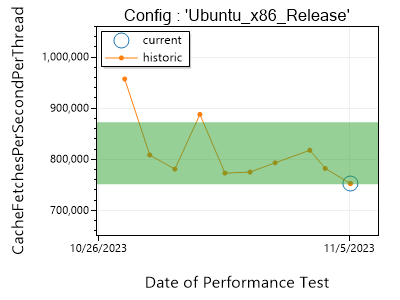 Config : 'Ubuntu_x86_Release'
CacheFetchesPerSecondPerThread
current
historic
1,000,000
900,000
800,000
700,000
10/26/2023
11/5/2023
Date of Performance Test